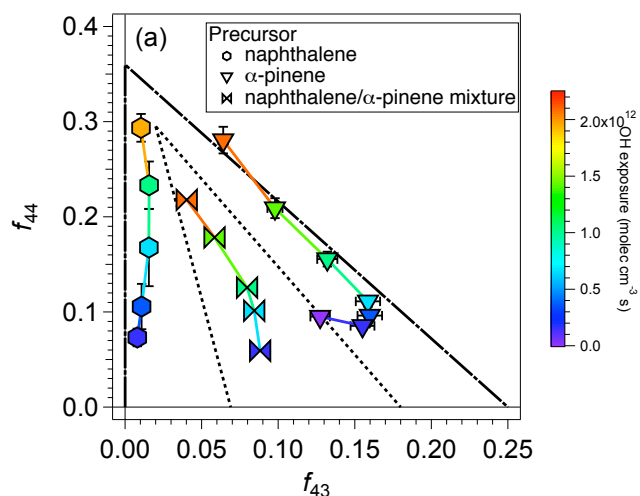 (a)
Precursor
naphthalene
α-pinene
naphthalene/α-pinene mixture
0.4
0.3
0.2
0.1
0.0
f44
0.00
0.05
0.10
0.15
0.20
0.25
f43
2.0x10¹²
1.5
1.0
0.5
0.0
OH exposure (molec cm⁻³ s)